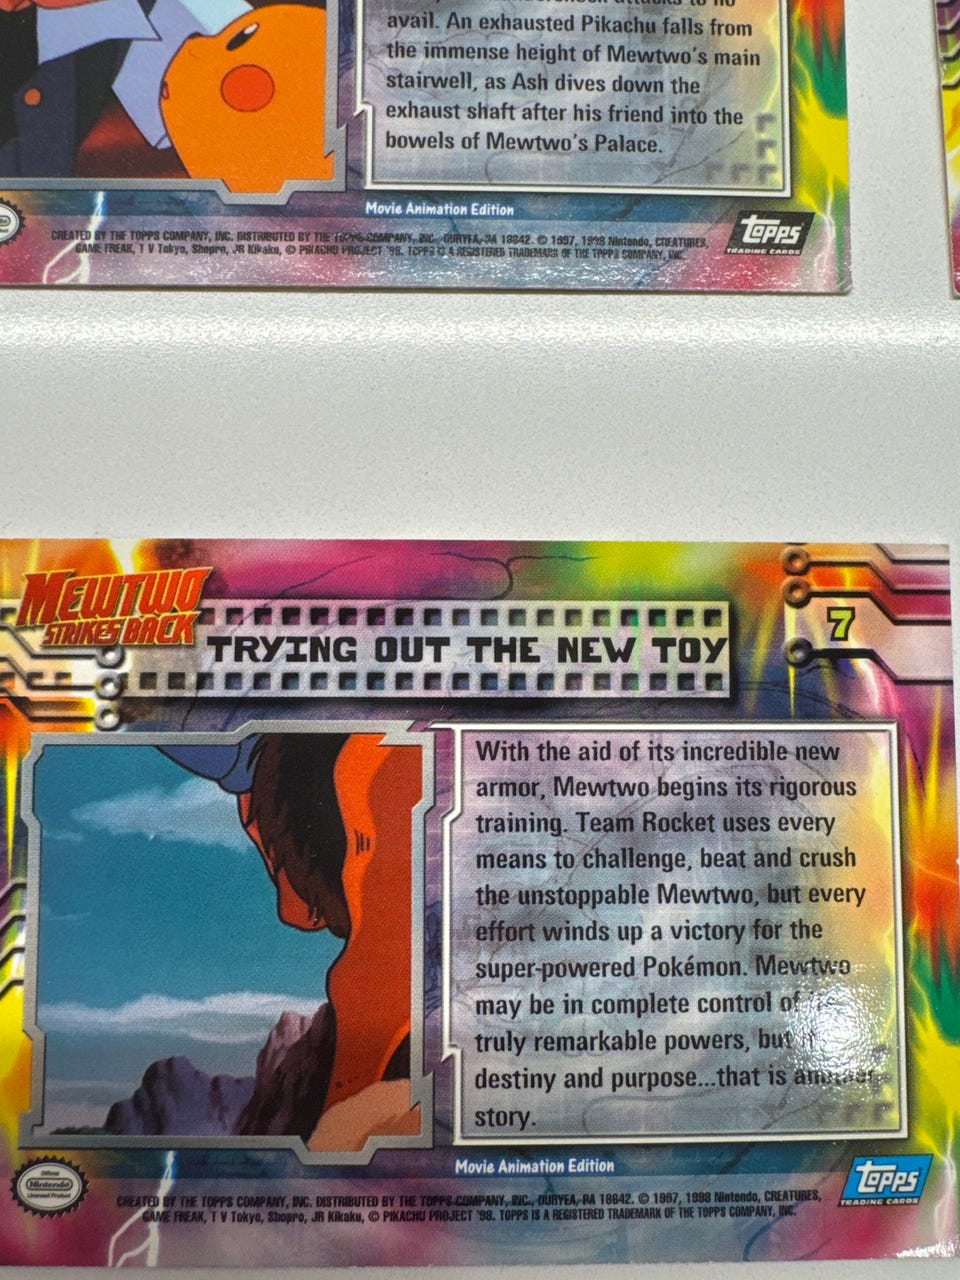 avail. An exhausted Pikachu falls from
the immense height of Mewtwo's main
stairwell, as Ash dives down the
exhaust shaft after his friend into the
bowels of Mewtwo's Palace.
Movie Animation Edition
CREATED BY THE TOPPS COMPANY, INC. DISTRIBUTED BY THE TOPPS COMPANY, INC., DURYEA, PA 18642. © 1997, 1998 Nintendo, CREATURES,
GAME FREAK, T V Tokyo, Shopro, JR Kikaku, © PIKACHU PROJECT '98. TOPPS IS A REGISTERED TRADEMARK OF THE TOPPS COMPANY, INC.
Topps
TRADING CARDS
MEWTWO
STRIKES BACK
TRYING OUT THE NEW TOY
7
With the aid of its incredible new
armor, Mewtwo begins its rigorous
training. Team Rocket uses every
means to challenge, beat and crush
the unstoppable Mewtwo, but every
effort winds up a victory for the
super-powered Pokémon. Mewtwo
may be in complete control of
truly remarkable powers, but
destiny and purpose...that is another
story.
Movie Animation Edition
Official
Nintendo
Licensed Product
CREATED BY THE TOPPS COMPANY, INC. DISTRIBUTED BY THE TOPPS COMPANY, INC., DURYEA, PA 18642. © 1997, 1998 Nintendo, CREATURES,
GAME FREAK, T V Tokyo, Shopro, JR Kikaku, © PIKACHU PROJECT '98. TOPPS IS A REGISTERED TRADEMARK OF THE TOPPS COMPANY, INC.
Topps
TRADING CARDS